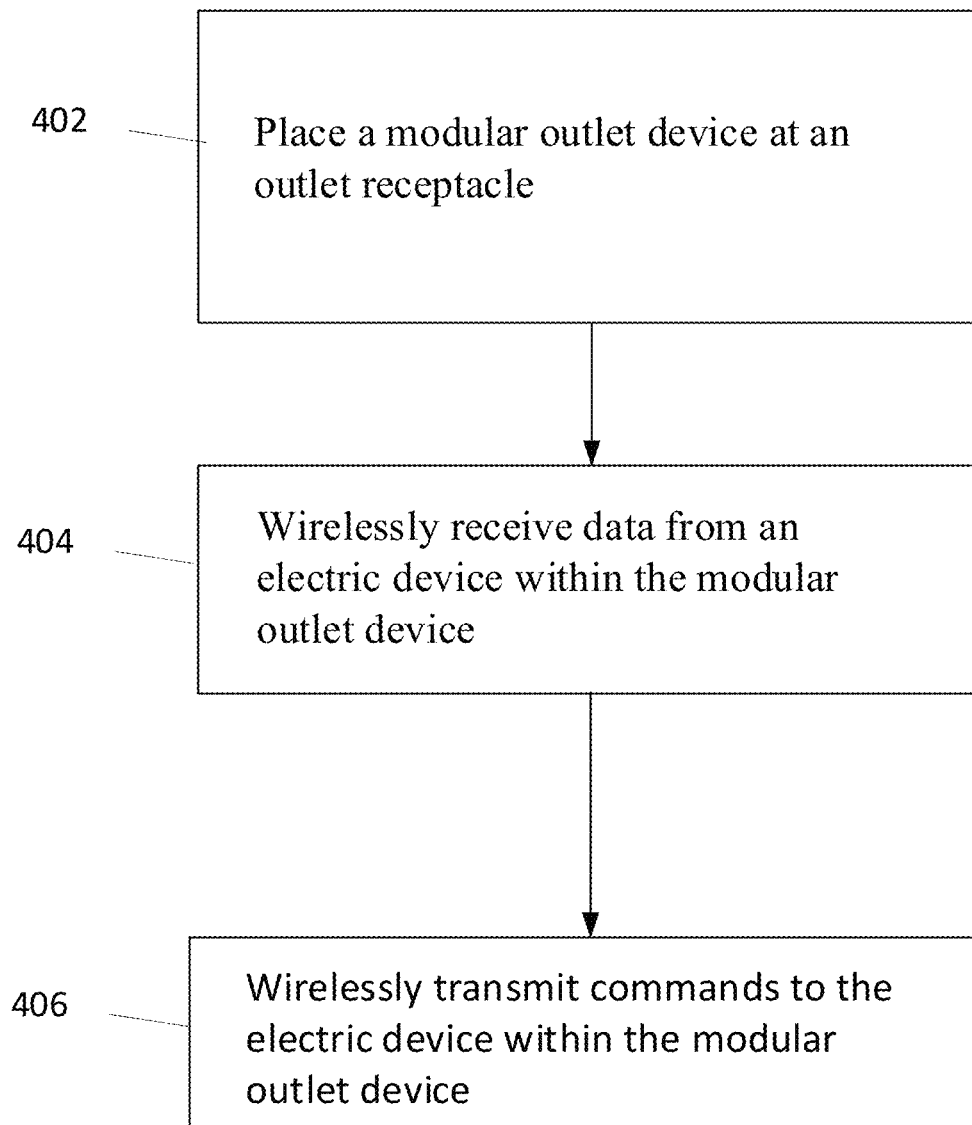 402
Place a modular outlet device at an
outlet receptacle
404
Wirelessly receive data from an
electric device within the modular
outlet device
406
Wirelessly transmit commands to the
electric device within the modular
outlet device